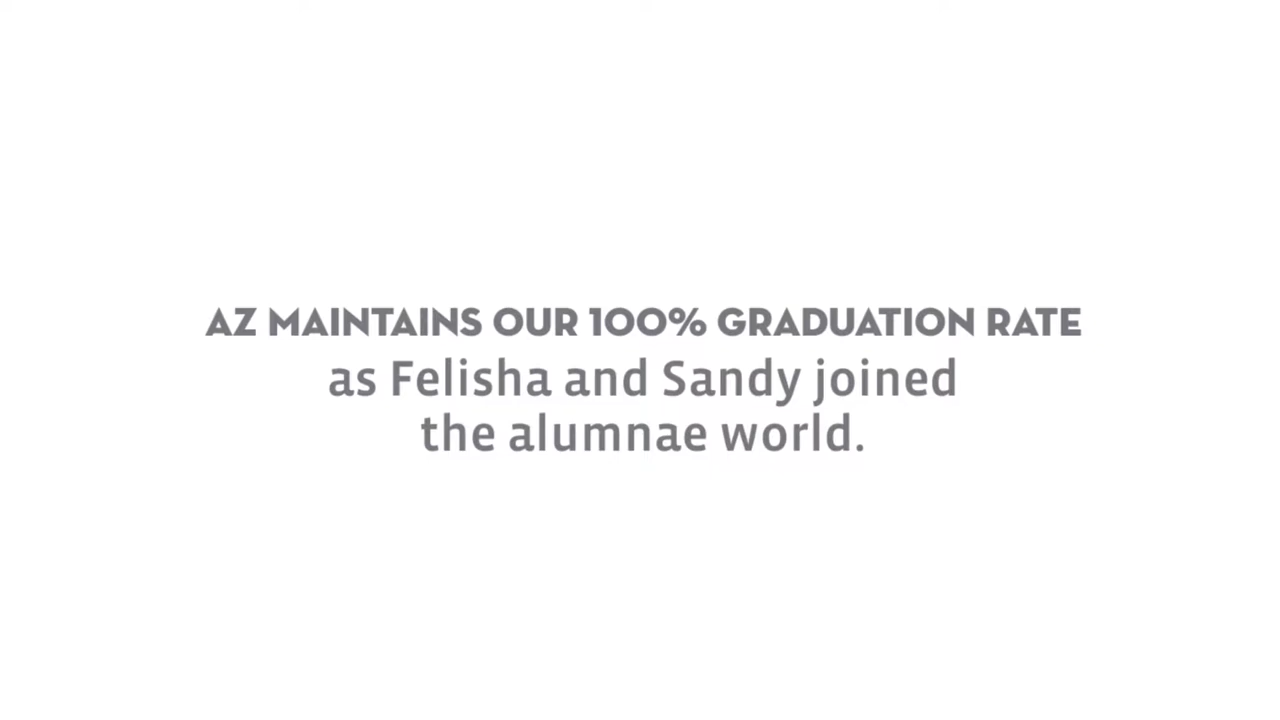 AZ MAINTAINS OUR 100% GRADUATION RATE
as Felisha and Sandy joined
the alumnae world.